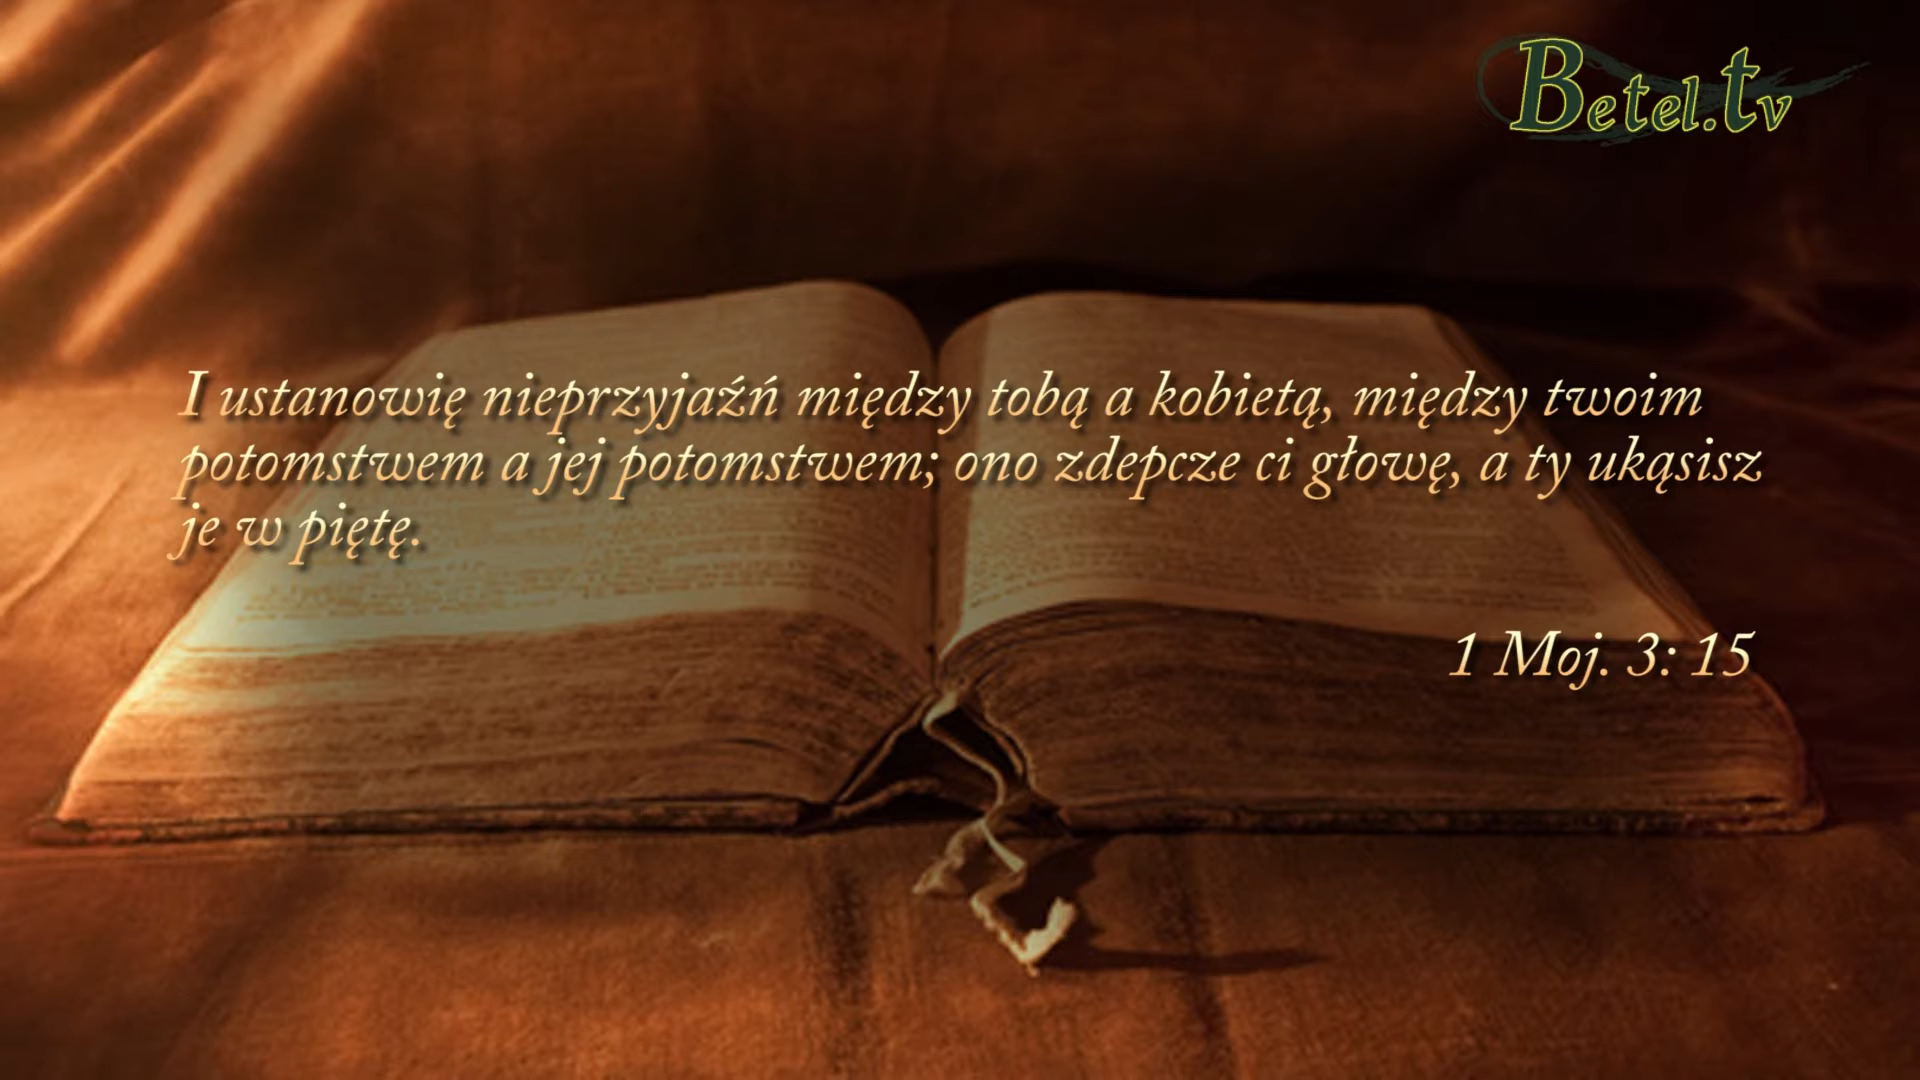 Betel.tv
I ustanowię nieprzyjaźń między tobą a kobietą, między twoim
potomstwem a jej potomstwem; ono zdepcze ci głowę, a ty ukąsisz
je w piętę.
1 Moj. 3: 15